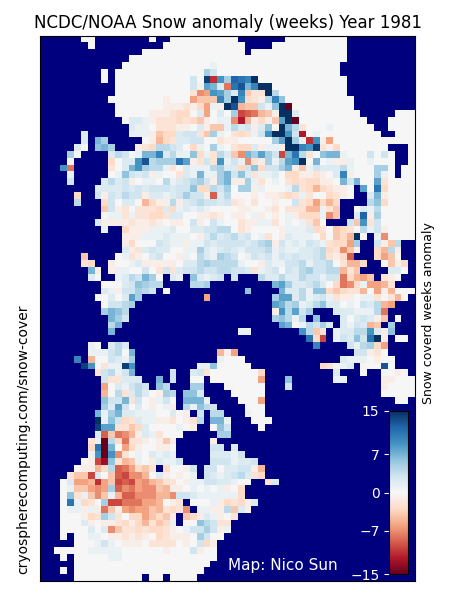 NCDC/NOAA Snow anomaly (weeks) Year 1981
cryospherecomputing.com/snow-cover
Snow coverd weeks anomaly
15
7
0
−7
−15
Map: Nico Sun